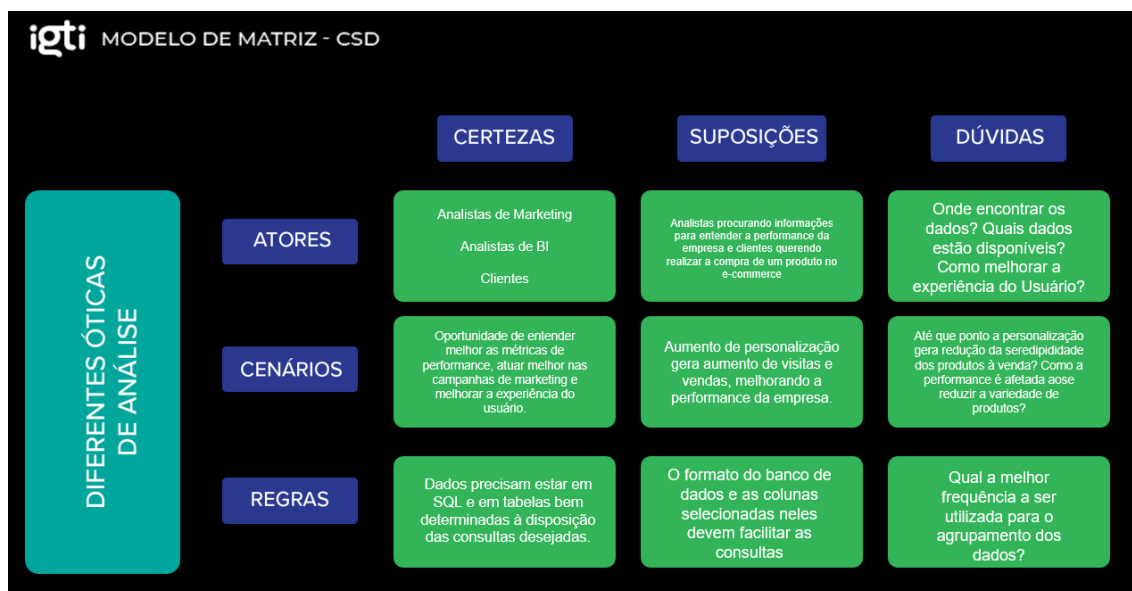 igti MODELO DE MATRIZ - CSD
CERTEZAS
SUPOSIÇÕES
DÚVIDAS
DIFERENTES ÓTICAS
DE ANÁLISE
ATORES
Analistas de Marketing
Analistas de BI
Clientes
Analistas procurando informações
para entender a performance da
empresa e clientes querendo
realizar a compra de um produto no
e-commerce
Onde encontrar os
dados? Quais dados
estão disponíveis?
Como melhorar a
experiência do Usuário?
CENÁRIOS
Oportunidade de entender
melhor as métricas de
performance, atuar melhor nas
campanhas de marketing e
melhorar a experiência do
usuário.
Aumento de personalização
gera aumento de visitas e
vendas, melhorando a
performance da empresa.
Até que ponto a personalização
gera redução da seredipididade
dos produtos à venda? Como a
performance é afetada aose
reduzir a variedade de
produtos?
REGRAS
Dados precisam estar em
SQL e em tabelas bem
determinadas à disposição
das consultas desejadas.
O formato do banco de
dados e as colunas
selecionadas neles
devem facilitar as
consultas
Qual a melhor
frequência a ser
utilizada para o
agrupamento dos
dados?